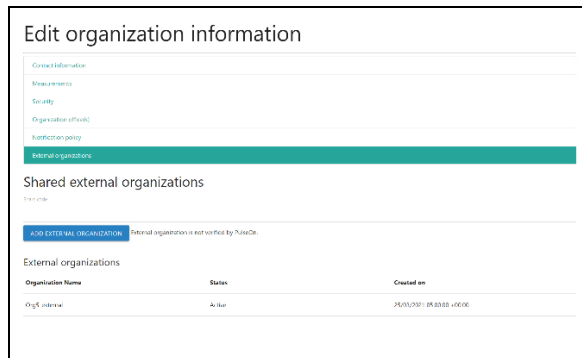 Edit organization information
Contact information
Measurements
Security
Organization official(s)
Notification policy
External organizations
Shared external organizations
ADD EXTERNAL ORGANIZATION External organization is not verified by PulseOn.
External organizations
Organization Name Status Created on
Org5 external Active 25/03/2021 05:00:00 +00:00